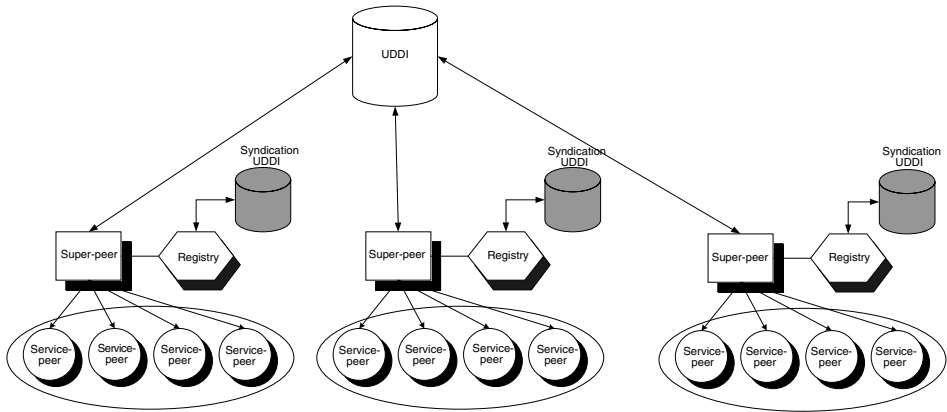 UDDI
Syndication
UDDI
Syndication
UDDI
Syndication
UDDI
Super-peer
Registry
Super-peer
Registry
Super-peer
Registry
Service-
peer
Service-
peer
Service-
peer
Service-
peer
Service-
peer
Service-
peer
Service-
peer
Service-
peer
Service-
peer
Service-
peer
Service-
peer
Service-
peer